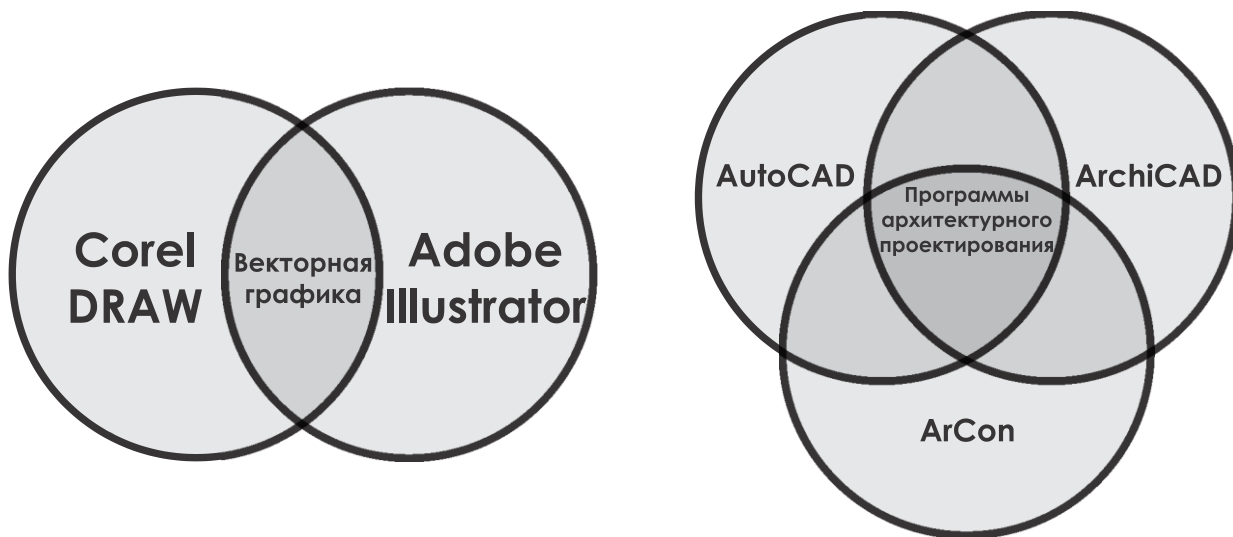 Corel
DRAW
Векторная
графика
Adobe
Illustrator
AutoCAD
Программы
архитектурного
проектирования
ArchiCAD
ArCon